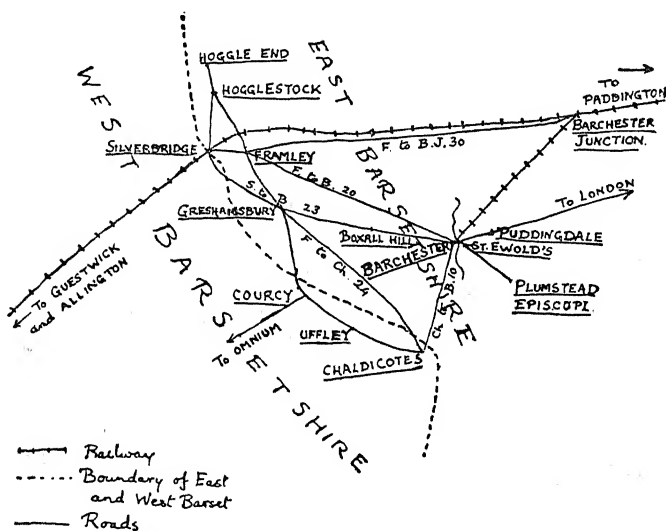 HOGGLE END
HOGGLESTOCK
EAST
BARSETSHIRE
WEST
BARSETSHIRE
TO
PADDINGTON
BARCHESTER
JUNCTION.
SILVERBRIDGE
FRAMLEY
F. to B.J. 30
F. to B. 20
S. to B 23
GRESHAMSBURY
BOXALL HILL
BARCHESTER
To LONDON
PUDDINGDALE
ST. EWOLD'S
PLUMSTEAD
EPISCOPI.
F to Ch 24
Ch to B. 10
← To GUESTWICK
and ALLINGTON
COURCY
To OMNIUM
UFFLEY
CHALDICOTES
Railway
Boundary of East
and West Barset
Roads